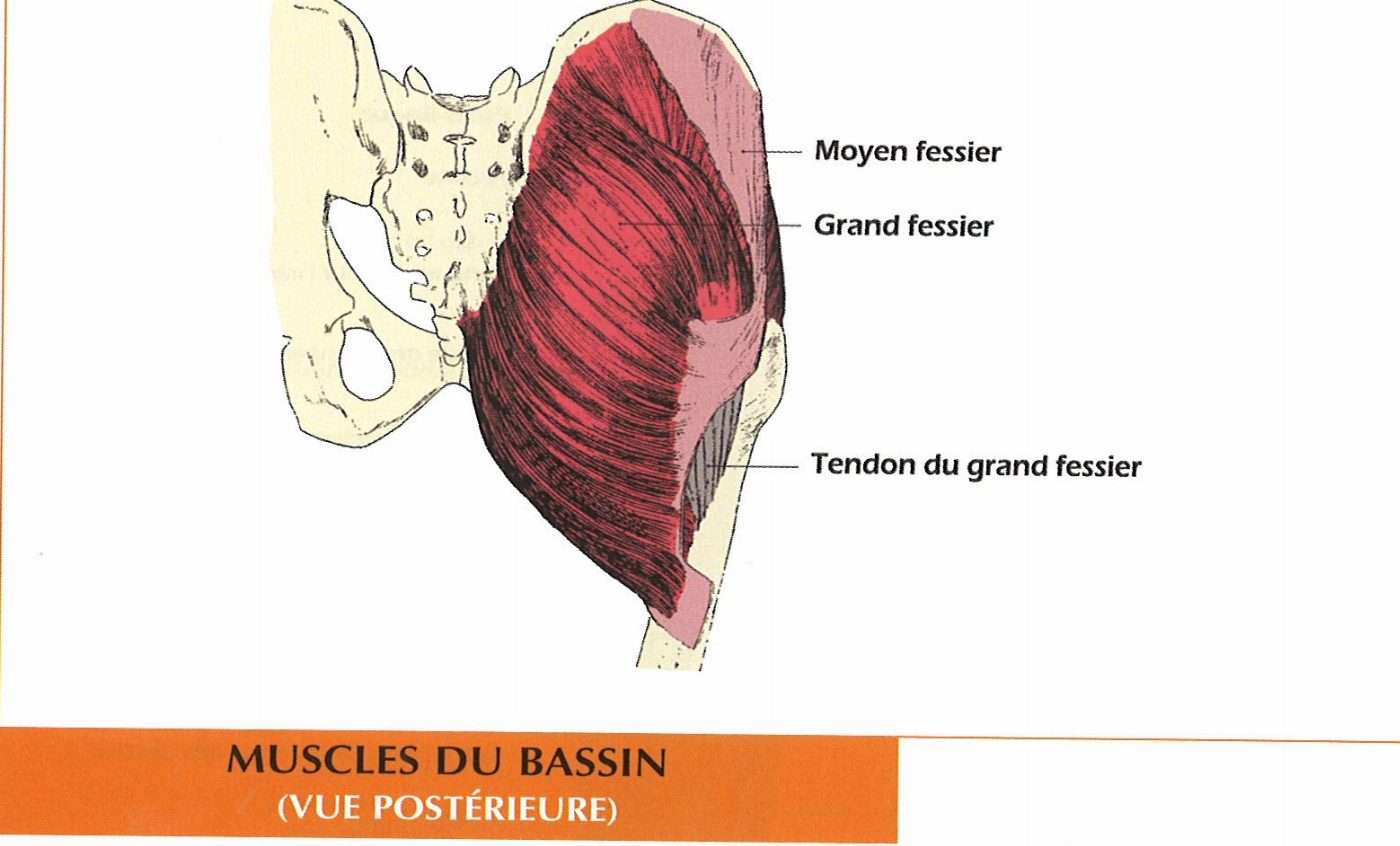 Moyen fessier
Grand fessier
Tendon du grand fessier
MUSCLES DU BASSIN
(VUE POSTÉRIEURE)